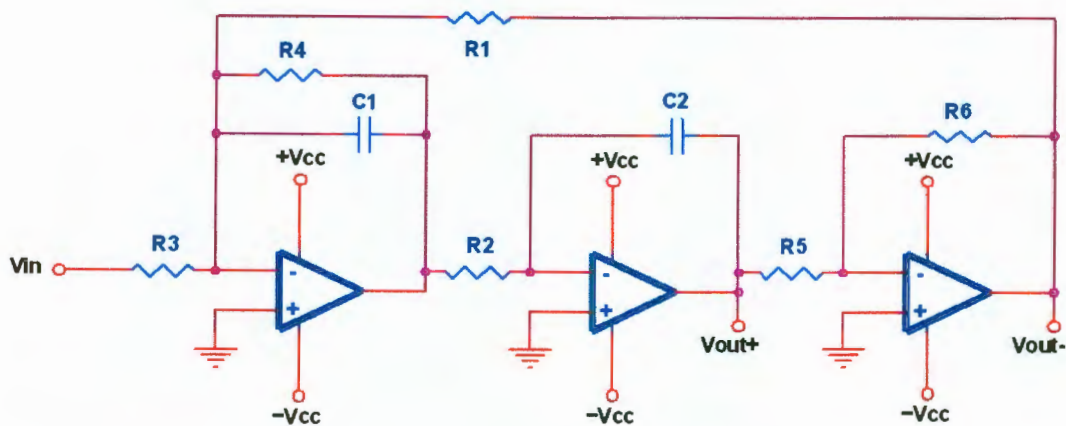 R1
R4
C1
C2
R6
+Vcc
+Vcc
+Vcc
R3
R2
R5
Vin
-
+
-
+
-
+
Vout+
Vout-
−Vcc
−Vcc
−Vcc